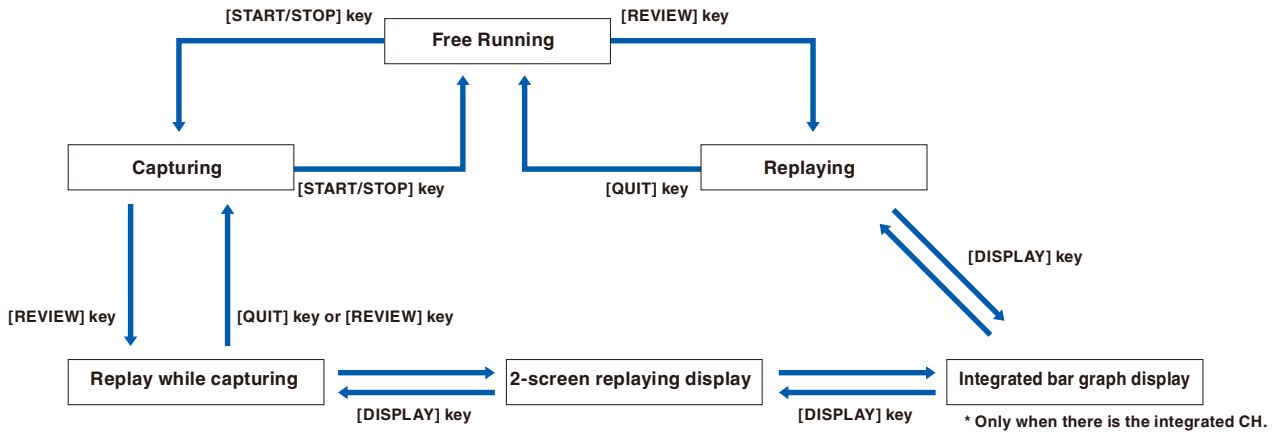 [START/STOP] key
[REVIEW] key
Free Running
Capturing
Replaying
[START/STOP] key
[QUIT] key
[DISPLAY] key
[REVIEW] key
[QUIT] key or [REVIEW] key
Replay while capturing
2-screen replaying display
Integrated bar graph display
[DISPLAY] key
[DISPLAY] key
* Only when there is the integrated CH.